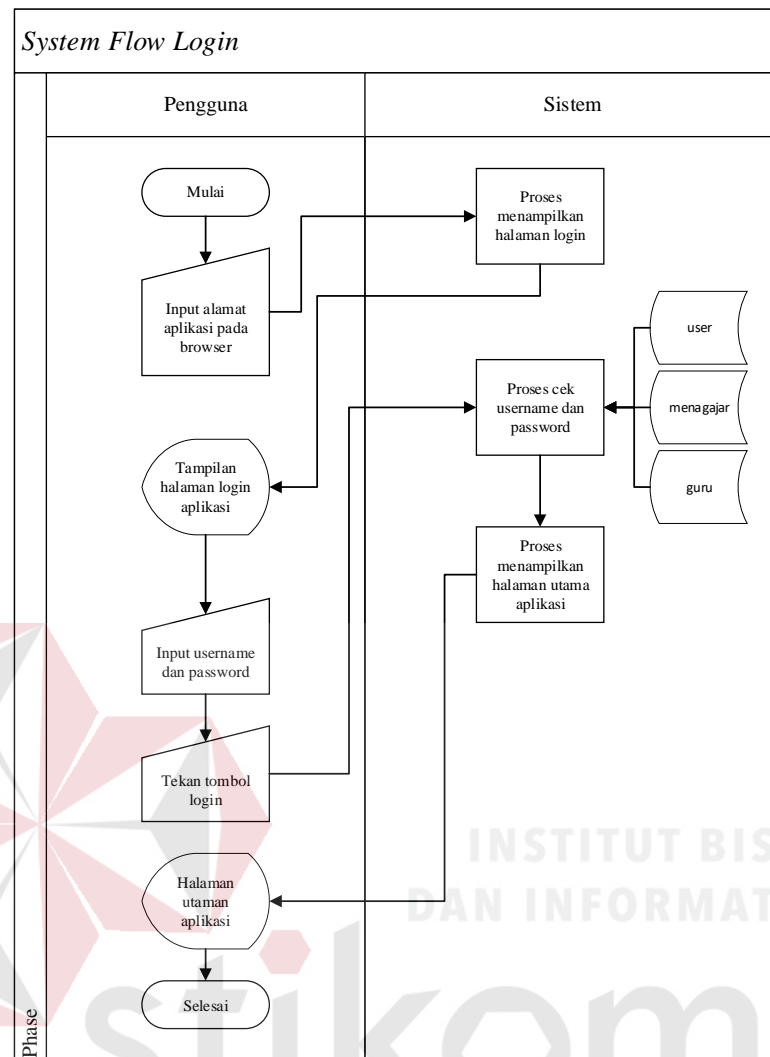 System Flow Login
Pengguna
Sistem
Mulai
Proses
menampilkan
halaman login
Input alamat
aplikasi pada
browser
user
Proses cek
username dan
password
menagajar
Tampilan
halaman login
aplikasi
guru
Proses
menampilkan
halaman utama
aplikasi
Input username
dan password
Tekan tombol
login
Halaman
utaman
aplikasi
Selesai
Phase
INSTITUT BIS
DAN INFORMAT
stikom